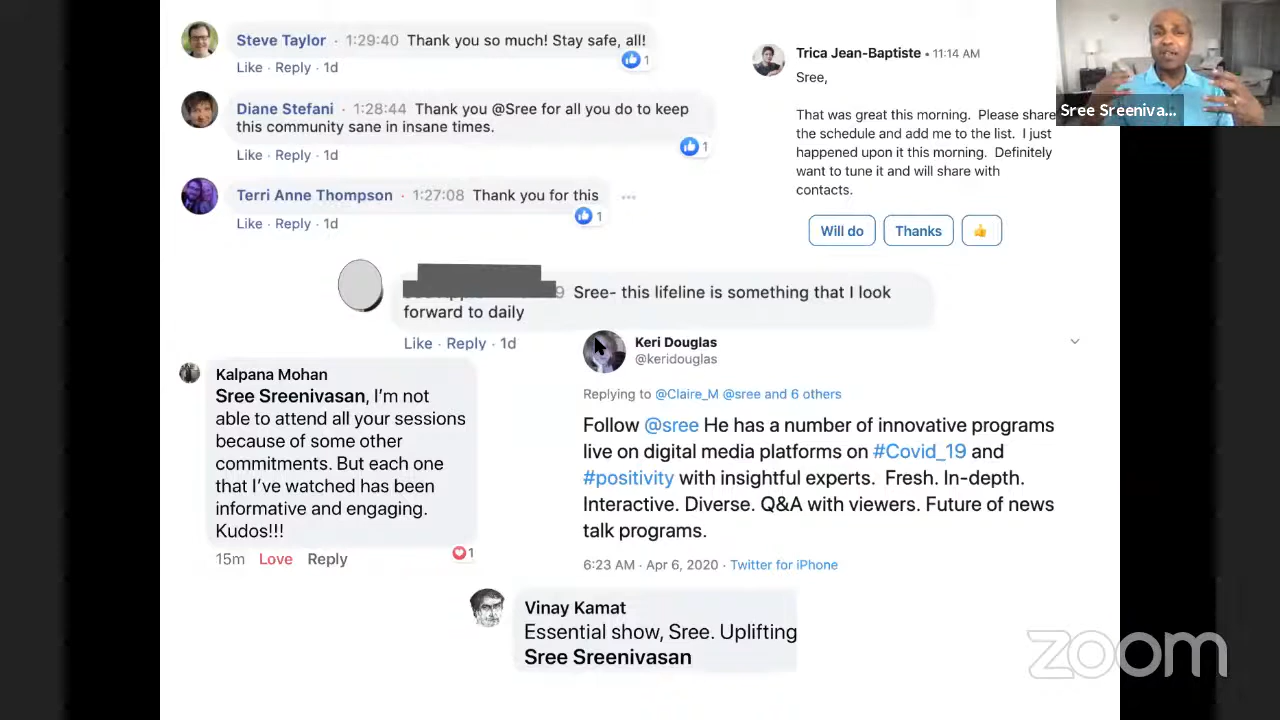 Steve Taylor · 1:29:40 Thank you so much! Stay safe, all!
1
Like · Reply · 1d
Diane Stefani · 1:28:44 Thank you @Sree for all you do to keep
this community sane in insane times.
1
Like · Reply · 1d
Terri Anne Thompson · 1:27:08 Thank you for this
1
Like · Reply · 1d
Trica Jean-Baptiste • 11:14 AM
Sree,
That was great this morning. Please share
the schedule and add me to the list. I just
happened upon it this morning. Definitely
want to tune it and will share with
contacts.
Will do
Thanks
Sree Sreeniva...
Sree- this lifeline is something that I look
forward to daily
Like · Reply · 1d
Kalpana Mohan
Sree Sreenivasan, I’m not
able to attend all your sessions
because of some other
commitments. But each one
that I’ve watched has been
informative and engaging.
Kudos!!!
15m Love Reply
1
Keri Douglas
@keridouglas
Replying to @Claire_M @sree and 6 others
Follow @sree He has a number of innovative programs
live on digital media platforms on #Covid_19 and
#positivity with insightful experts. Fresh. In-depth.
Interactive. Diverse. Q&A with viewers. Future of news
talk programs.
6:23 AM · Apr 6, 2020 · Twitter for iPhone
Vinay Kamat
Essential show, Sree. Uplifting
Sree Sreenivasan
zoom